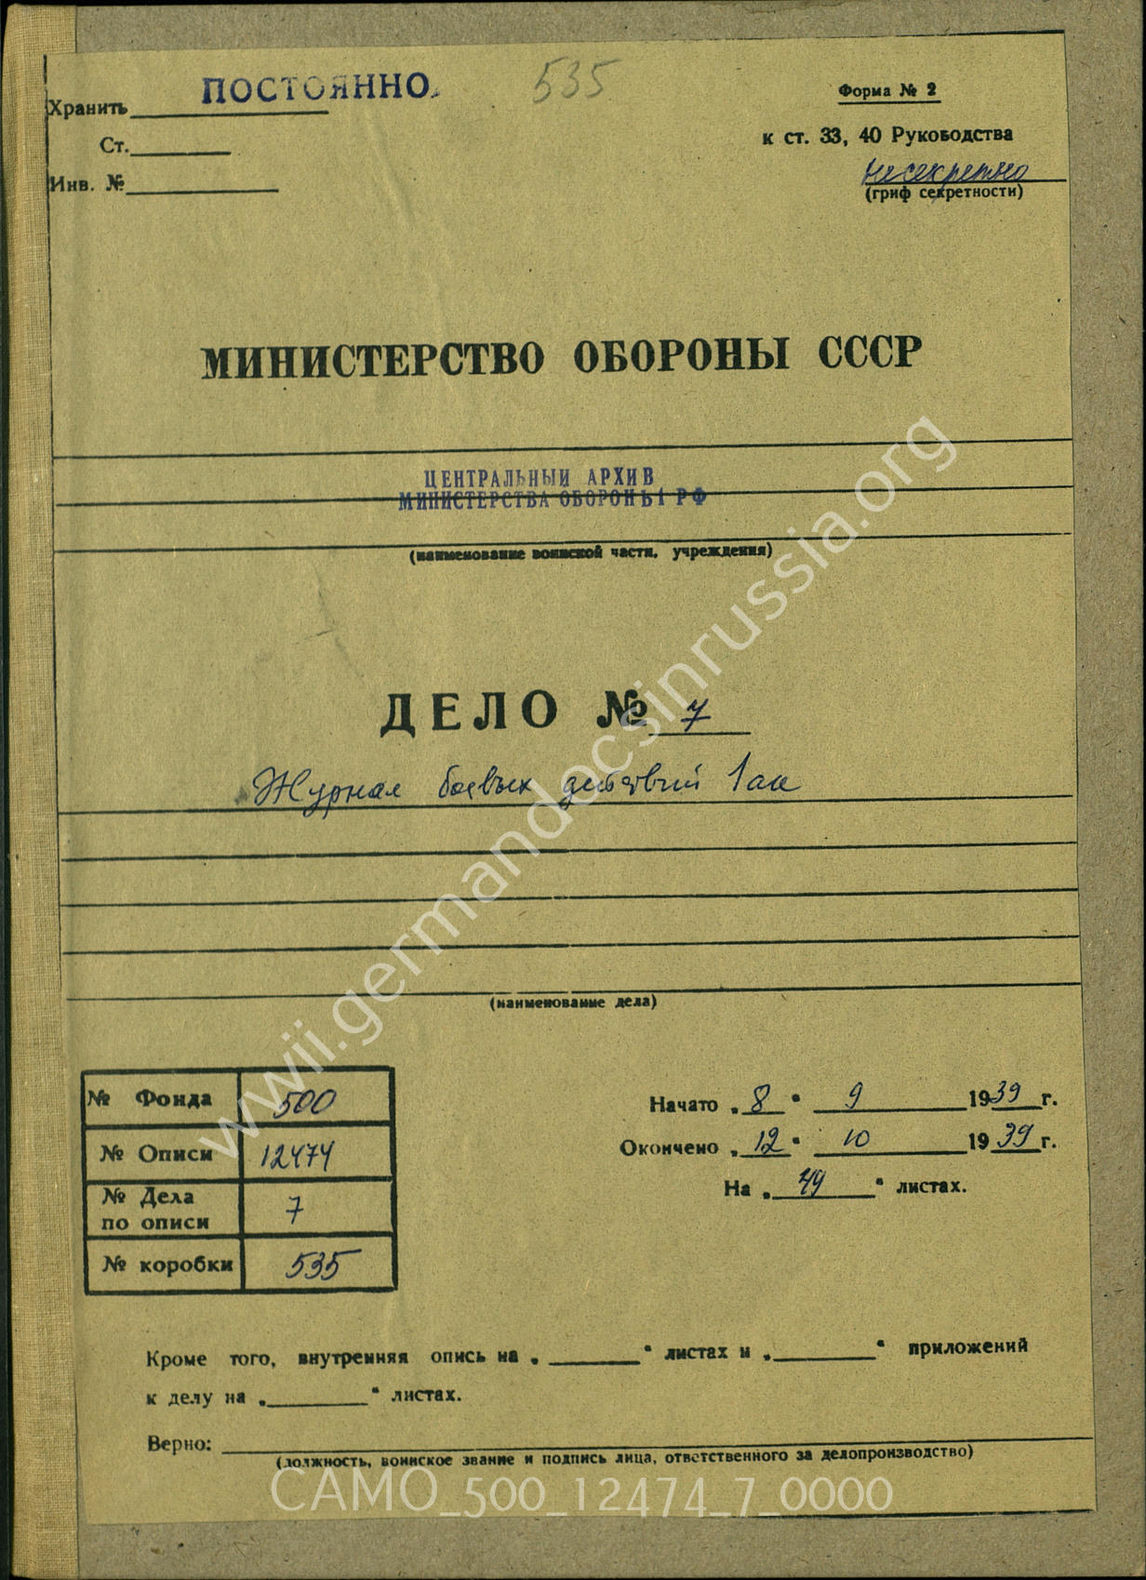 Хранить ПОСТОЯННО.
535
Форма № 2
Ст.
к ст. 33, 40 Руководства
Инв. №
несекретно
(гриф секретности)
МИНИСТЕРСТВО ОБОРОНЫ СССР
ЦЕНТРАЛЬНЫЙ АРХИВ
МИНИСТЕРСТВА ОБОРОНЫ РФ
(наименование воинской части, учреждения)
ДЕЛО № 7
Журнал боевых действий 1 ак
(наименование дела)
№ Фонда 500
№ Описи 12474
№ Дела
по описи 7
№ коробки 535
Начато „ 8 “ 9 1939 г.
Окончено „ 12 “ 10 1939 г.
На „ 49 “ листах.
Кроме того, внутренняя опись на „ “ листах и „ “ приложений
к делу на „ “ листах.
Верно:
(должность, воинское звание и подпись лица, ответственного за делопроизводство)
CAMO_500_12474_7_0000
wwii.germandocsinrussia.org